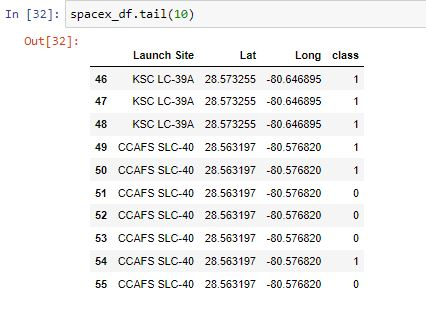 In [32]: spacex_df.tail(10)
Out[32]:
Launch Site Lat Long class
46 KSC LC-39A 28.573255 -80.646895 1
47 KSC LC-39A 28.573255 -80.646895 1
48 KSC LC-39A 28.573255 -80.646895 1
49 CCAFS SLC-40 28.563197 -80.576820 1
50 CCAFS SLC-40 28.563197 -80.576820 1
51 CCAFS SLC-40 28.563197 -80.576820 0
52 CCAFS SLC-40 28.563197 -80.576820 0
53 CCAFS SLC-40 28.563197 -80.576820 0
54 CCAFS SLC-40 28.563197 -80.576820 1
55 CCAFS SLC-40 28.563197 -80.576820 0